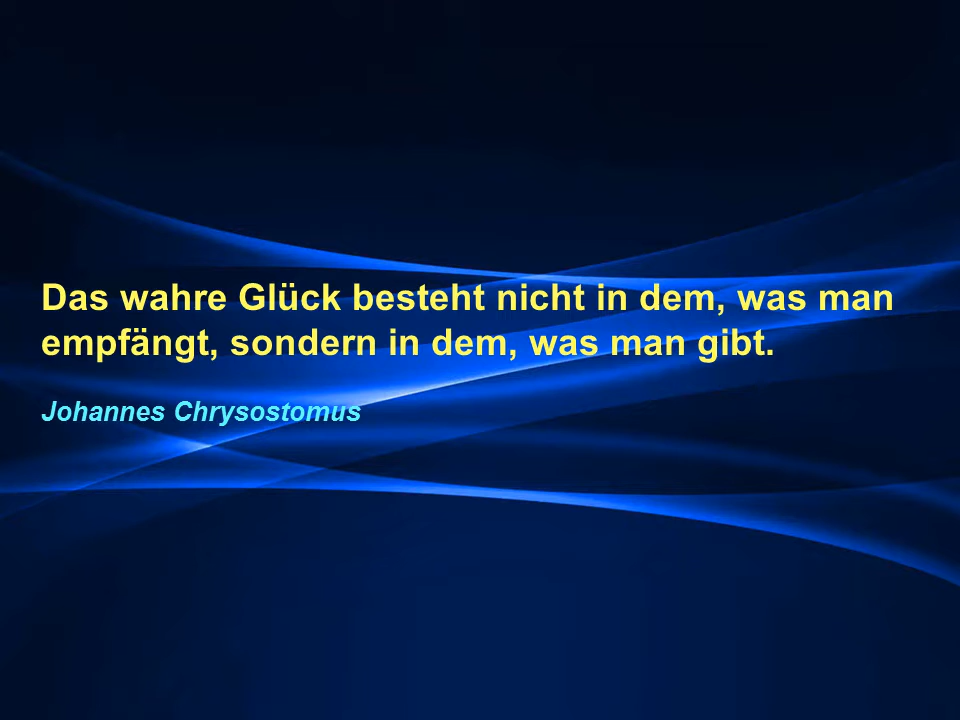 Das wahre Glück besteht nicht in dem, was man
empfängt, sondern in dem, was man gibt.
Johannes Chrysostomus